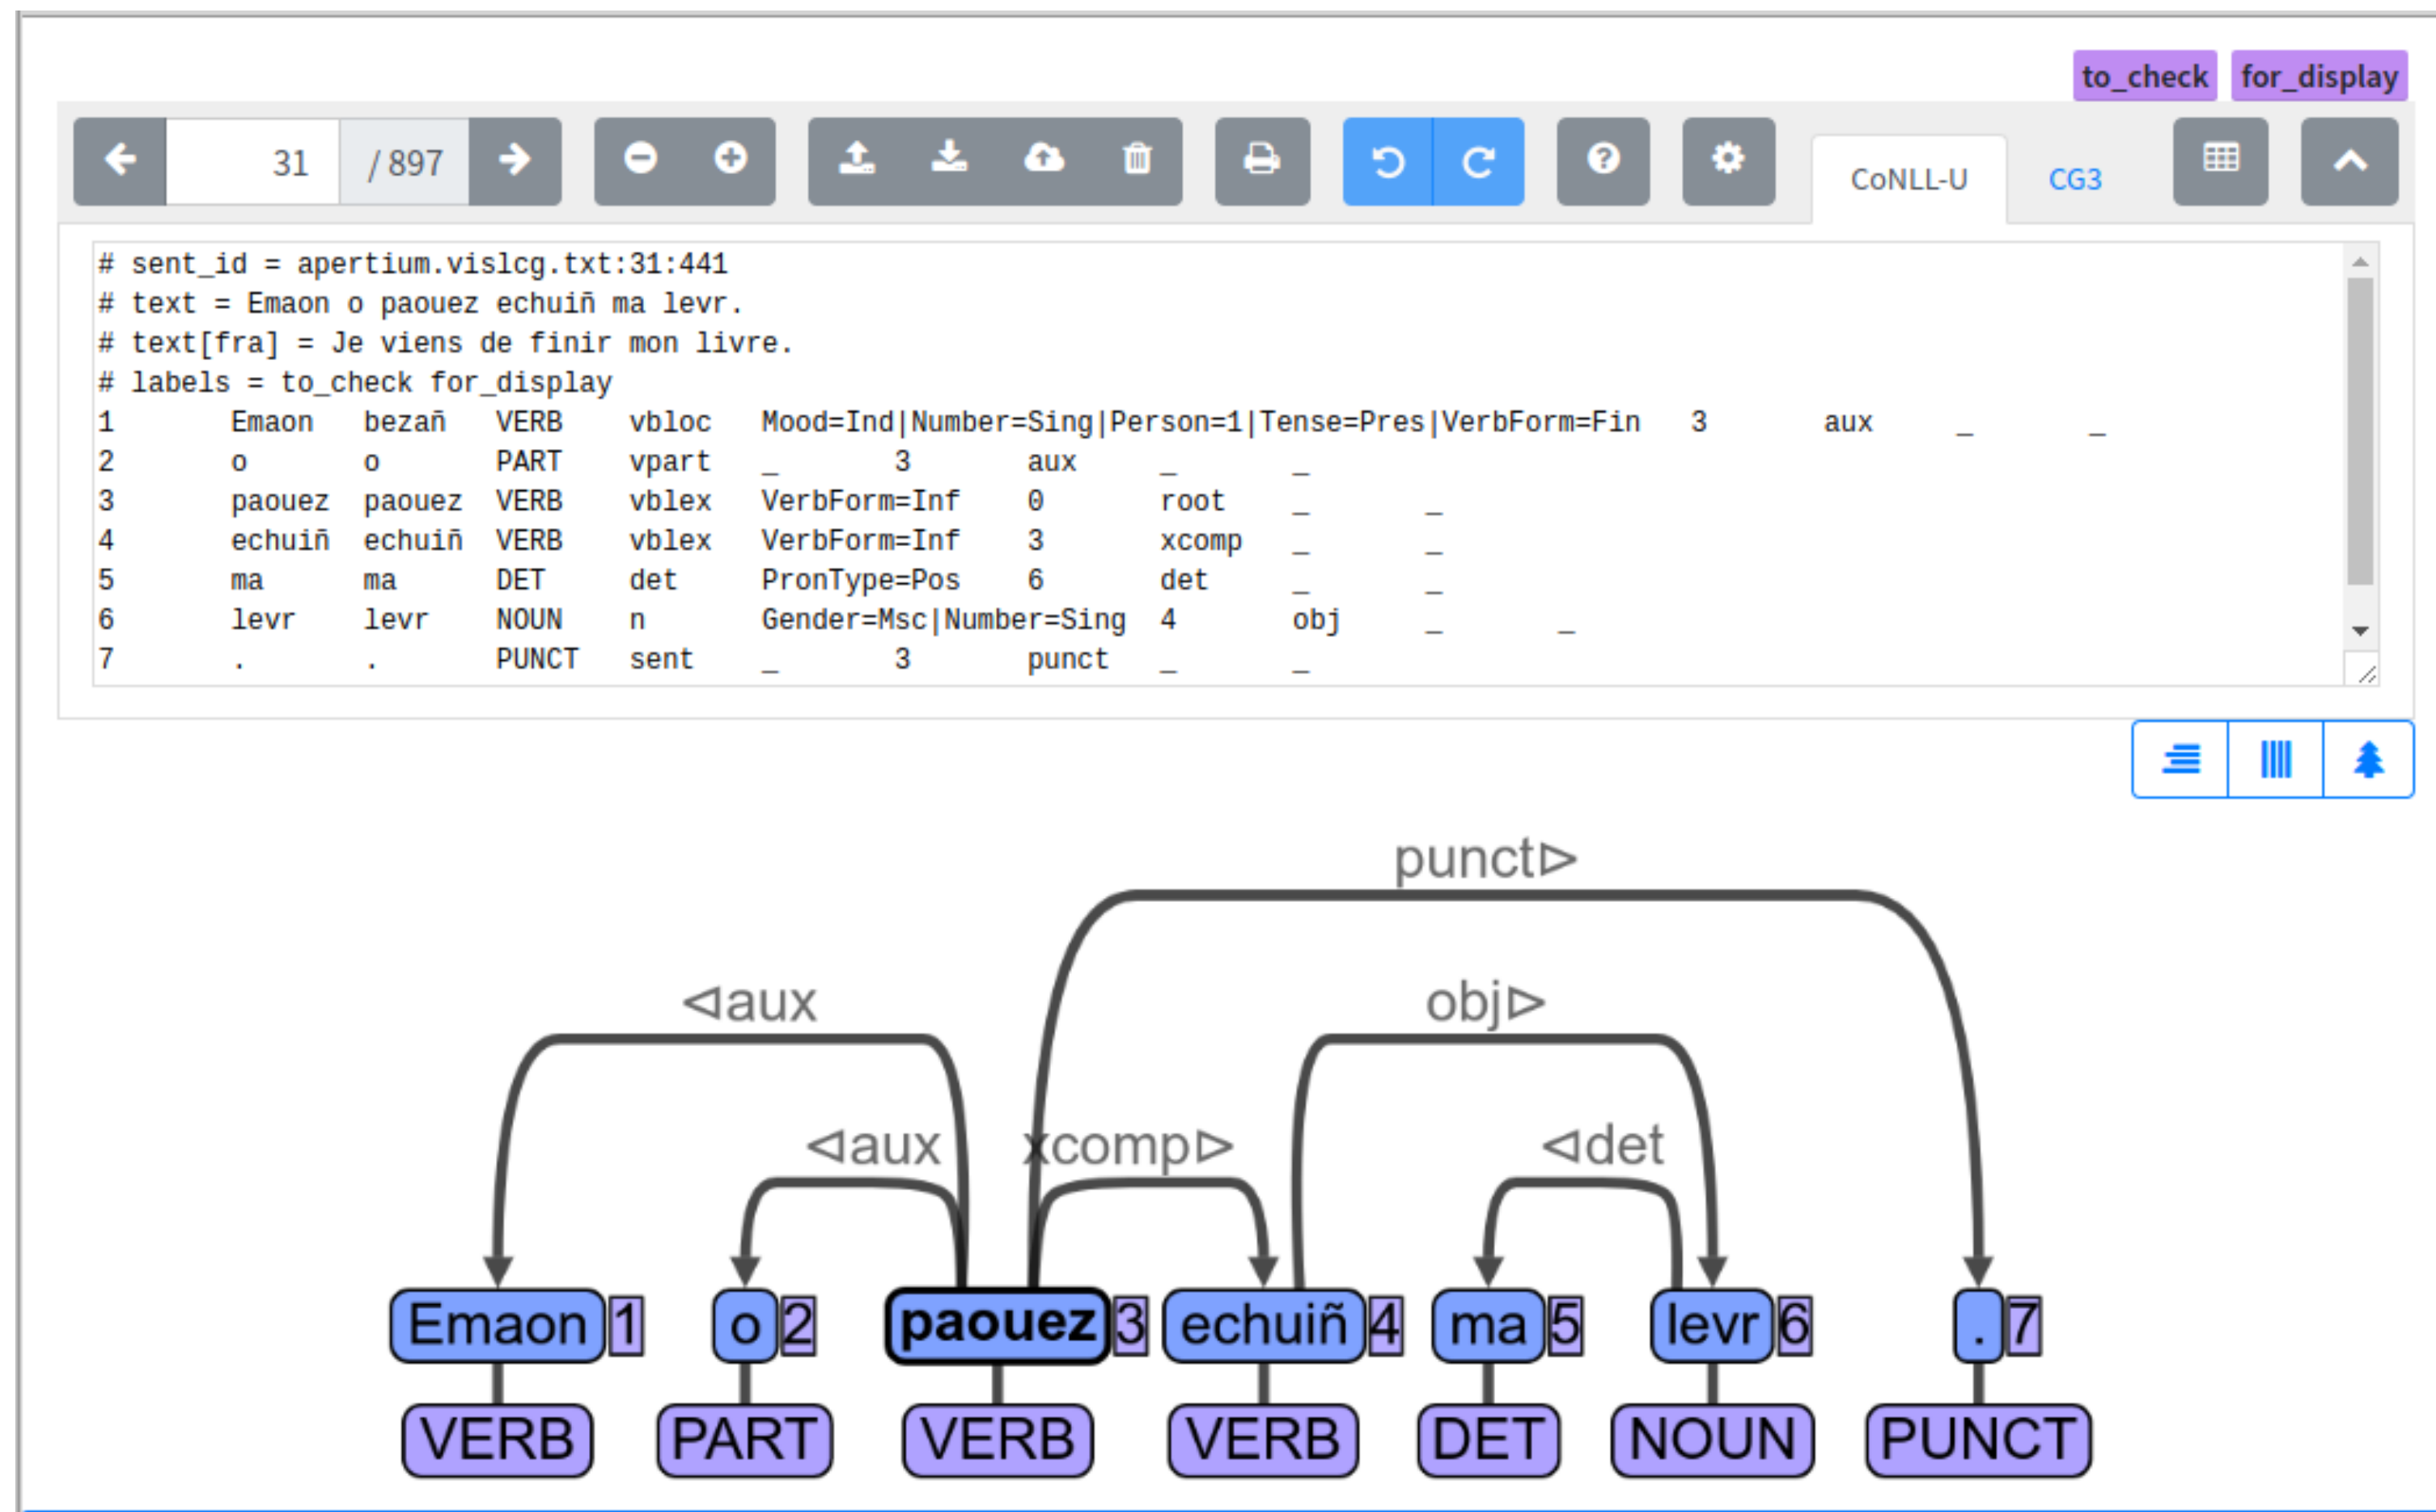 to_check for_display
31 / 897 CoNLL-U CG3
# sent_id = apertium.vislcg.txt:31:441
# text = Emaon o paouez echuiñ ma levr.
# text[fra] = Je viens de finir mon livre.
# labels = to_check for_display
1 Emaon bezañ VERB vbloc Mood=Ind|Number=Sing|Person=1|Tense=Pres|VerbForm=Fin 3 aux _ _
2 o o PART vpart _ 3 aux _ _
3 paouez paouez VERB vblex VerbForm=Inf 0 root _ _
4 echuiñ echuiñ VERB vblex VerbForm=Inf 3 xcomp _ _
5 ma ma DET det PronType=Pos 6 det _ _
6 levr levr NOUN n Gender=Msc|Number=Sing 4 obj _ _
7 . . PUNCT sent _ 3 punct _ _
punct⊳
⊲aux obj⊳
⊲aux xcomp⊳ ⊲det
Emaon 1 o 2 paouez 3 echuiñ 4 ma 5 levr 6 . 7
VERB PART VERB VERB DET NOUN PUNCT